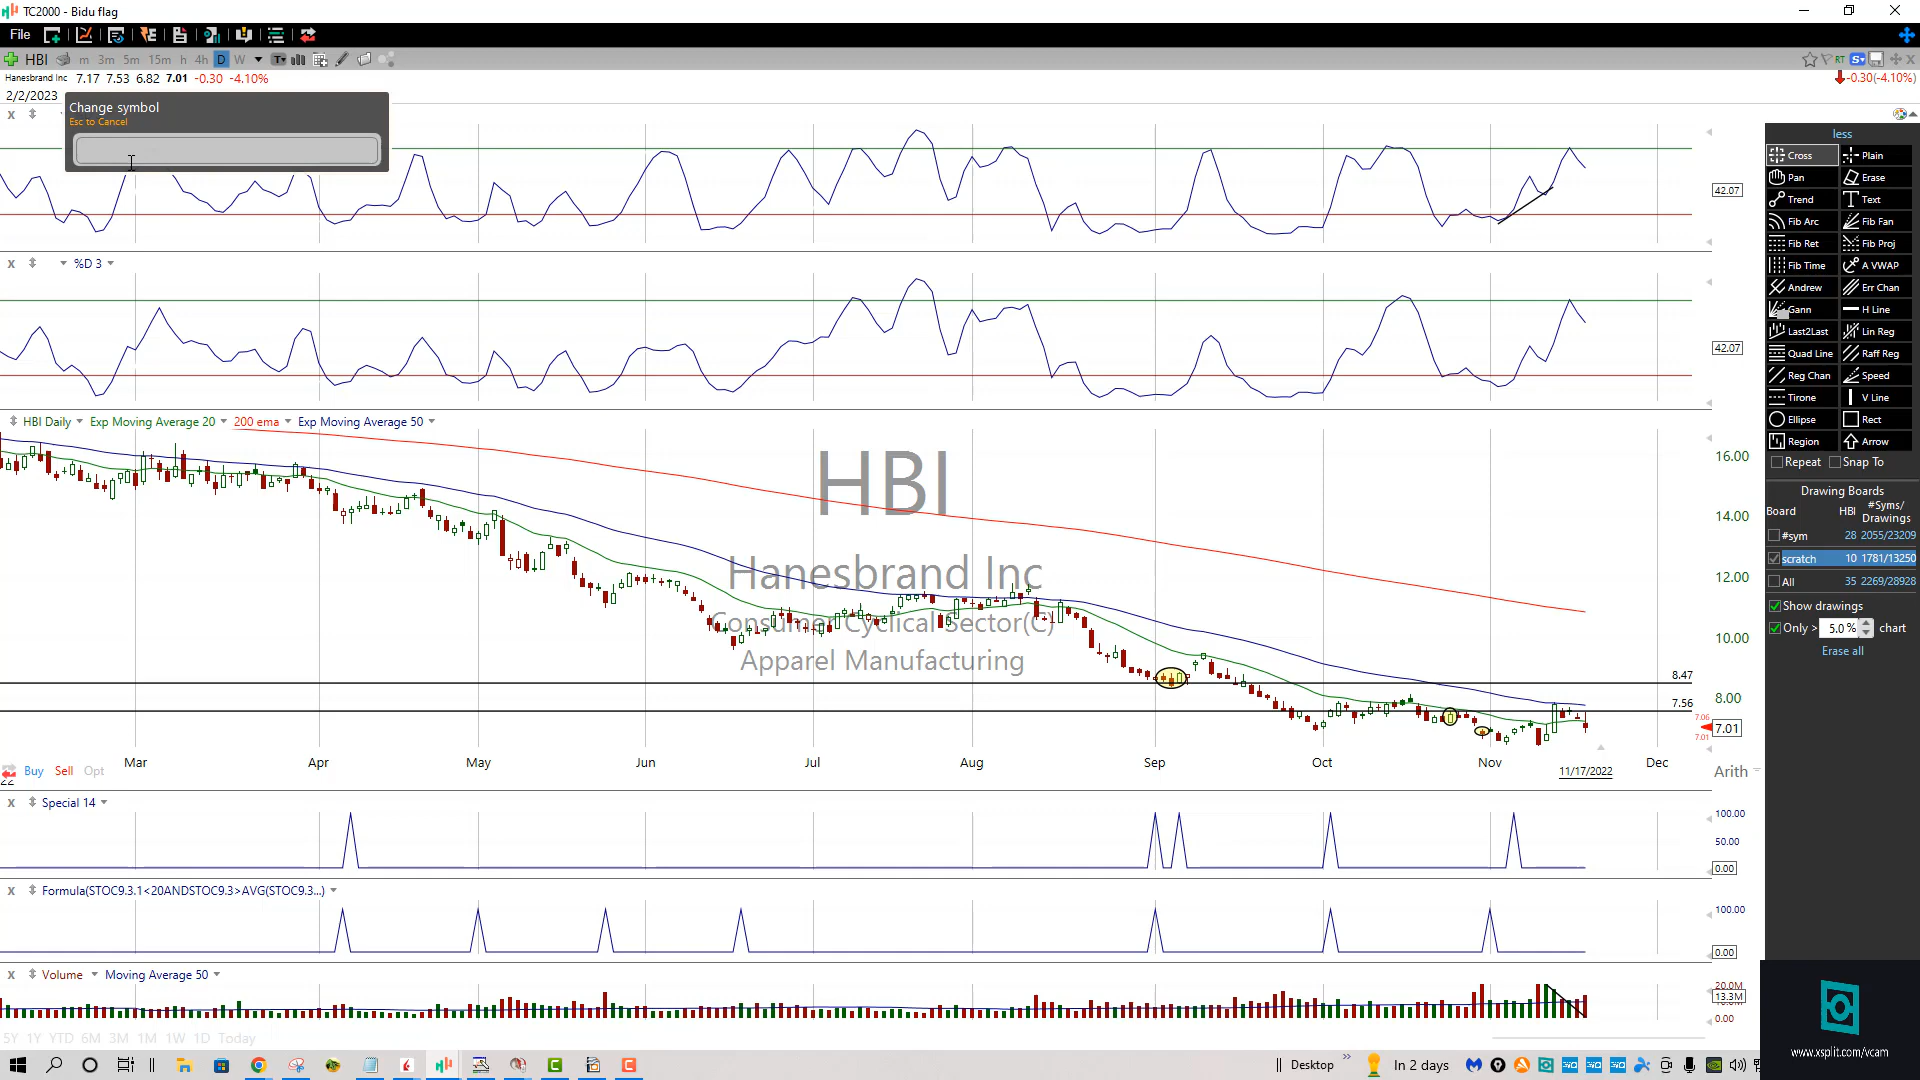 TC2000 - Bidu flag
File
HBI m 3m 5m 15m h 4h D W
RT
Hanesbrand Inc 7.17 7.53 6.82 7.01 -0.30 -4.10%
-0.30(-4.10%)
2/2/2023
Change symbol
Esc to Cancel
42.07
%D 3
42.07
HBI Daily Exp Moving Average 20 200 ema Exp Moving Average 50
HBI
Hanesbrand Inc
Consumer Cyclical Sector(C)
Apparel Manufacturing
16.00
14.00
12.00
10.00
8.00
8.47
7.56
7.06
7.01
7.01
Mar Apr May Jun Jul Aug Sep Oct Nov Dec
11/17/2022
Arith
Buy Sell Opt
22
Special 14
100.00
50.00
0.00
Formula(STOC9.3.1<20ANDSTOC9.3>AVG(STOC9.3...)
100.00
0.00
Volume Moving Average 50
20.0M
13.3M
0.00
5Y 1Y YTD 6M 3M 1M 1W 1D Today
less
Cross Plain
Pan Erase
Trend Text
Fib Arc Fib Fan
Fib Ret Fib Proj
Fib Time A VWAP
Andrew Err Chan
Gann H Line
Last2Last Lin Reg
Quad Line Raff Reg
Reg Chan Speed
Tirone V Line
Ellipse Rect
Region Arrow
Repeat Snap To
Drawing Boards
Board HBI #Syms/
Drawings
#sym 28 2055/23209
scratch 10 1781/13250
All 35 2269/28928
Show drawings
Only > 5.0 % chart
Erase all
www.xsplit.com/vcam
Desktop
In 2 days